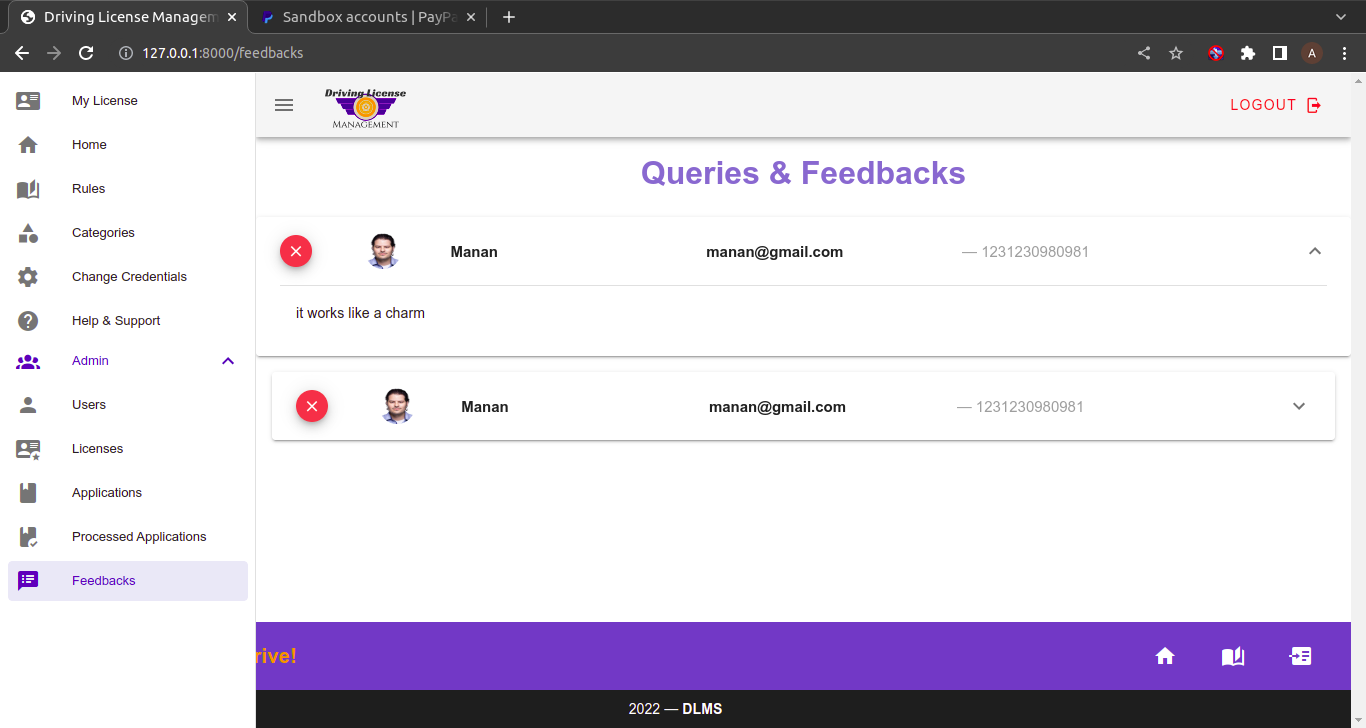 Driving License Managem
Sandbox accounts | PayPa
127.0.0.1:8000/feedbacks
A
My License
Home
Rules
Categories
Change Credentials
Help & Support
Admin
Users
Licenses
Applications
Processed Applications
Feedbacks
Driving License
MANAGEMENT
LOGOUT
Queries & Feedbacks
Manan manan@gmail.com — 1231230980981
it works like a charm
Manan manan@gmail.com — 1231230980981
rive!
2022 — DLMS